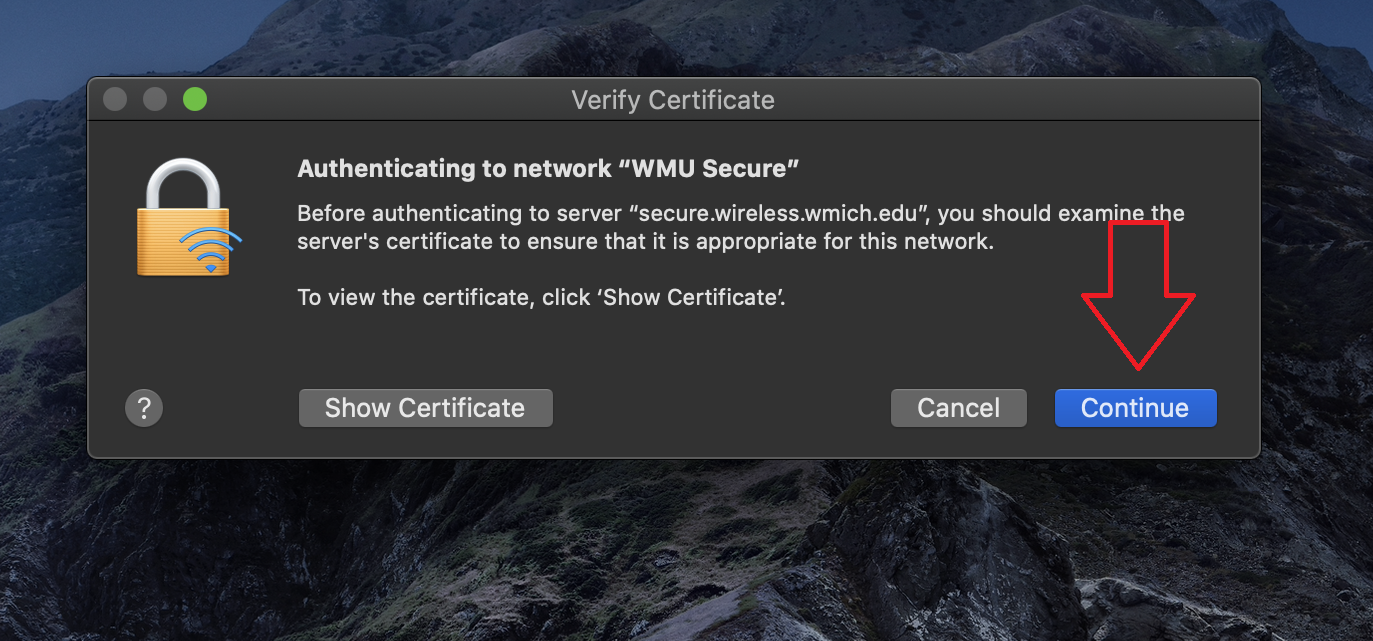 Verify Certificate
Authenticating to network “WMU Secure”
Before authenticating to server “secure.wireless.wmich.edu”, you should examine the
server's certificate to ensure that it is appropriate for this network.
To view the certificate, click ‘Show Certificate’.
?
Show Certificate
Cancel
Continue